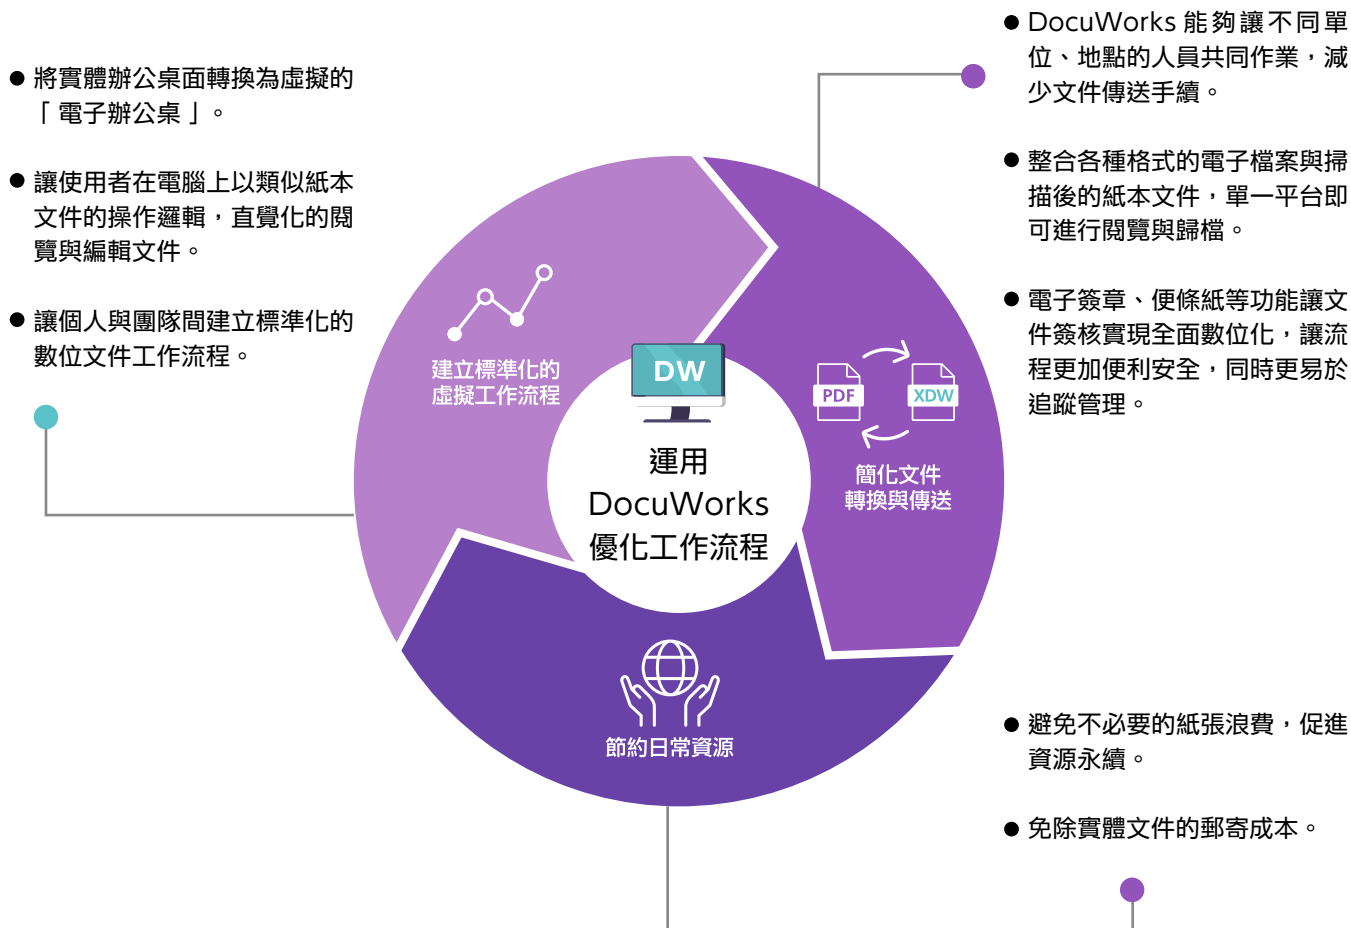 ● 將實體辦公桌面轉換為虛擬的
「電子辦公桌」。
● 讓使用者在電腦上以類似紙本
文件的操作邏輯，直覺化的閱
覽與編輯文件。
● 讓個人與團隊間建立標準化的
數位文件工作流程。
● DocuWorks 能夠讓不同單
位、地點的人員共同作業，減
少文件傳送手續。
● 整合各種格式的電子檔案與掃
描後的紙本文件，單一平台即
可進行閱覽與歸檔。
● 電子簽章、便條紙等功能讓文
件簽核實現全面數位化，讓流
程更加便利安全，同時更易於
追蹤管理。
建立標準化的
虛擬工作流程
DW
運用
DocuWorks
優化工作流程
PDF
XDW
簡化文件
轉換與傳送
節約日常資源
● 避免不必要的紙張浪費，促進
資源永續。
● 免除實體文件的郵寄成本。